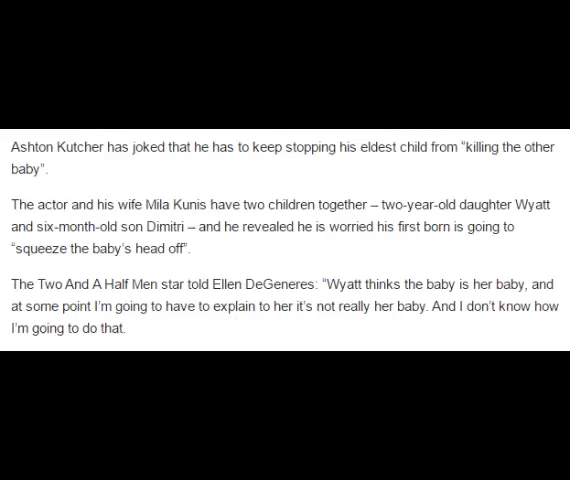 Ashton Kutcher has joked that he has to keep stopping his eldest child from “killing the other
baby”.
The actor and his wife Mila Kunis have two children together – two-year-old daughter Wyatt
and six-month-old son Dimitri – and he revealed he is worried his first born is going to
“squeeze the baby’s head off”.
The Two And A Half Men star told Ellen DeGeneres: “Wyatt thinks the baby is her baby, and
at some point I’m going to have to explain to her it’s not really her baby. And I don’t know how
I’m going to do that.